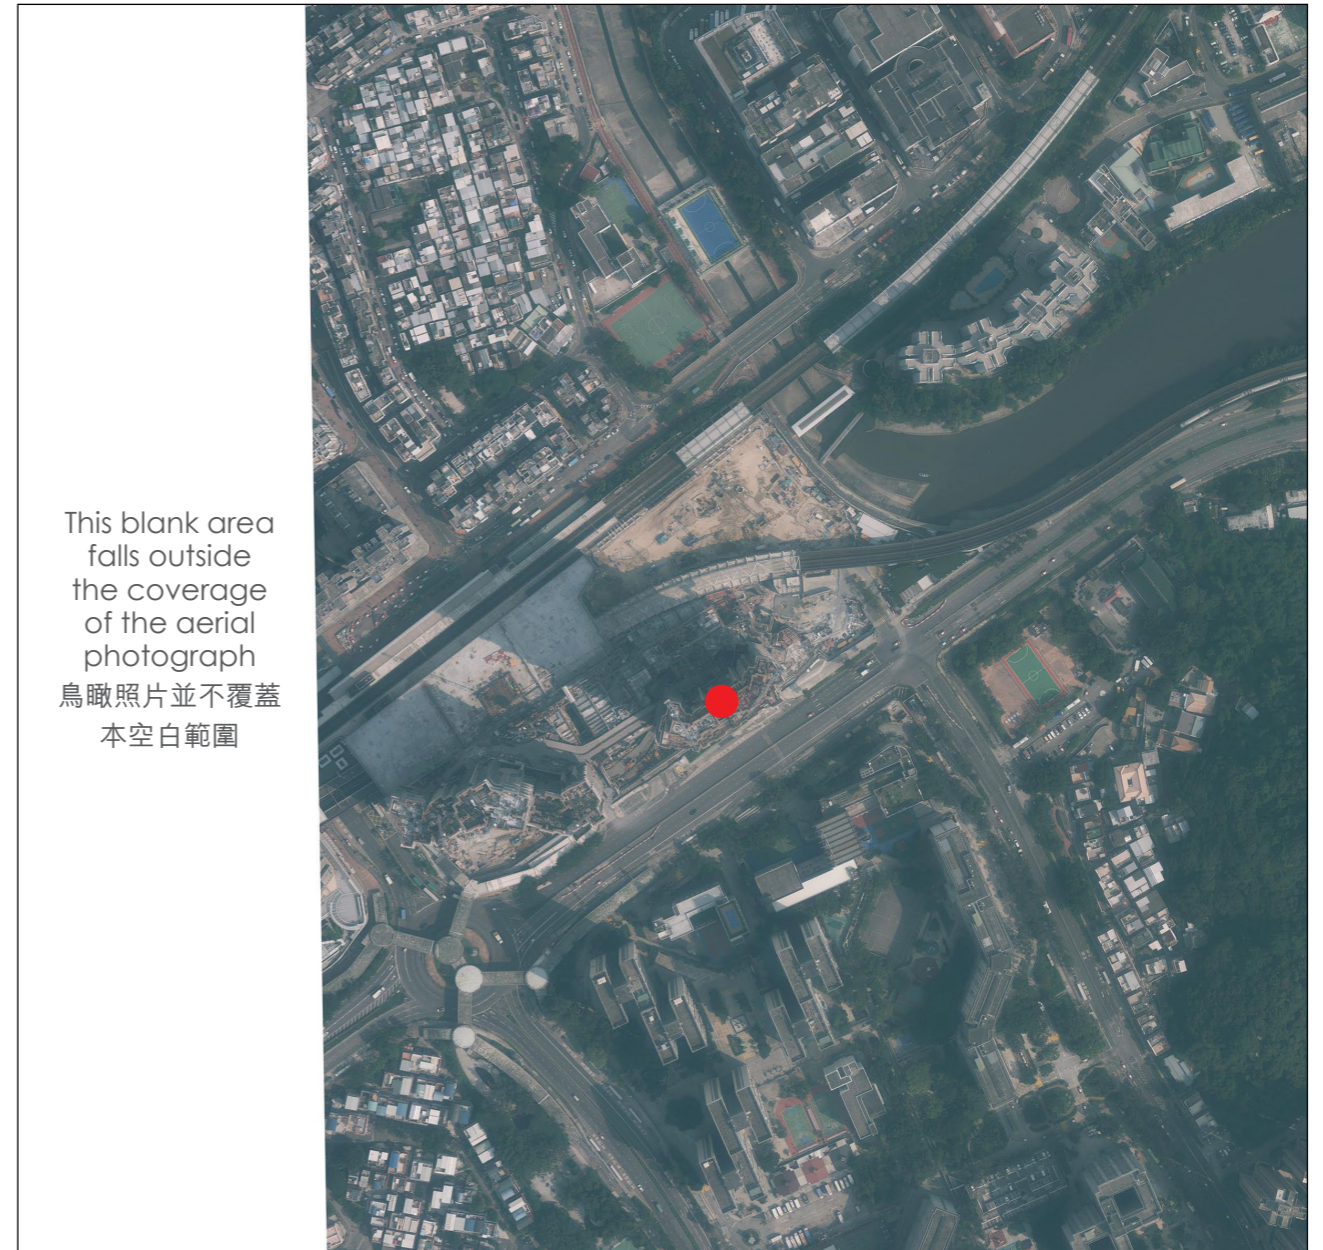 This blank area
falls outside
the coverage
of the aerial
photograph
鳥瞰照片並不覆蓋
本空白範圍